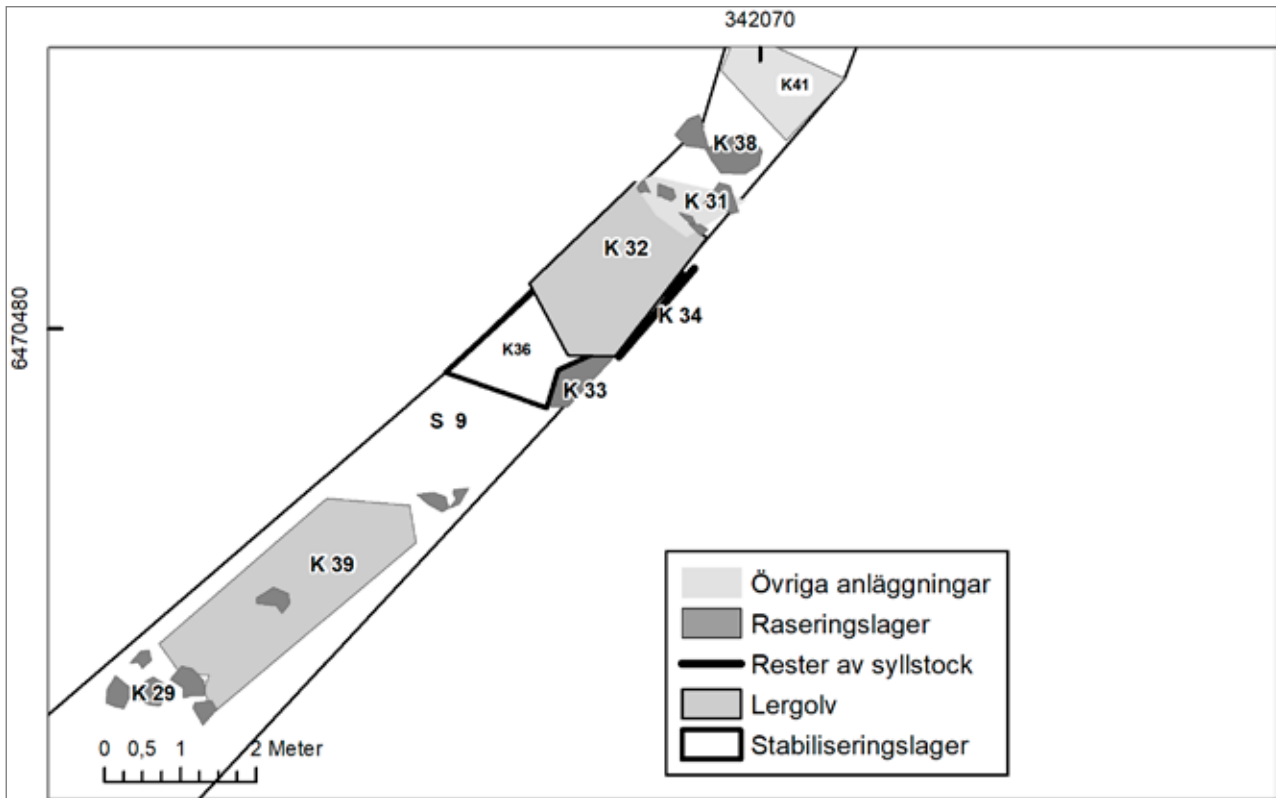 342070
K41
K 38
K 31
K 32
6470480
K 34
K36
K 33
S 9
K 39
K 29
0 0,5 1 2 Meter
Övriga anläggningar
Raseringslager
Rester av syllstock
Lergolv
Stabiliseringslager